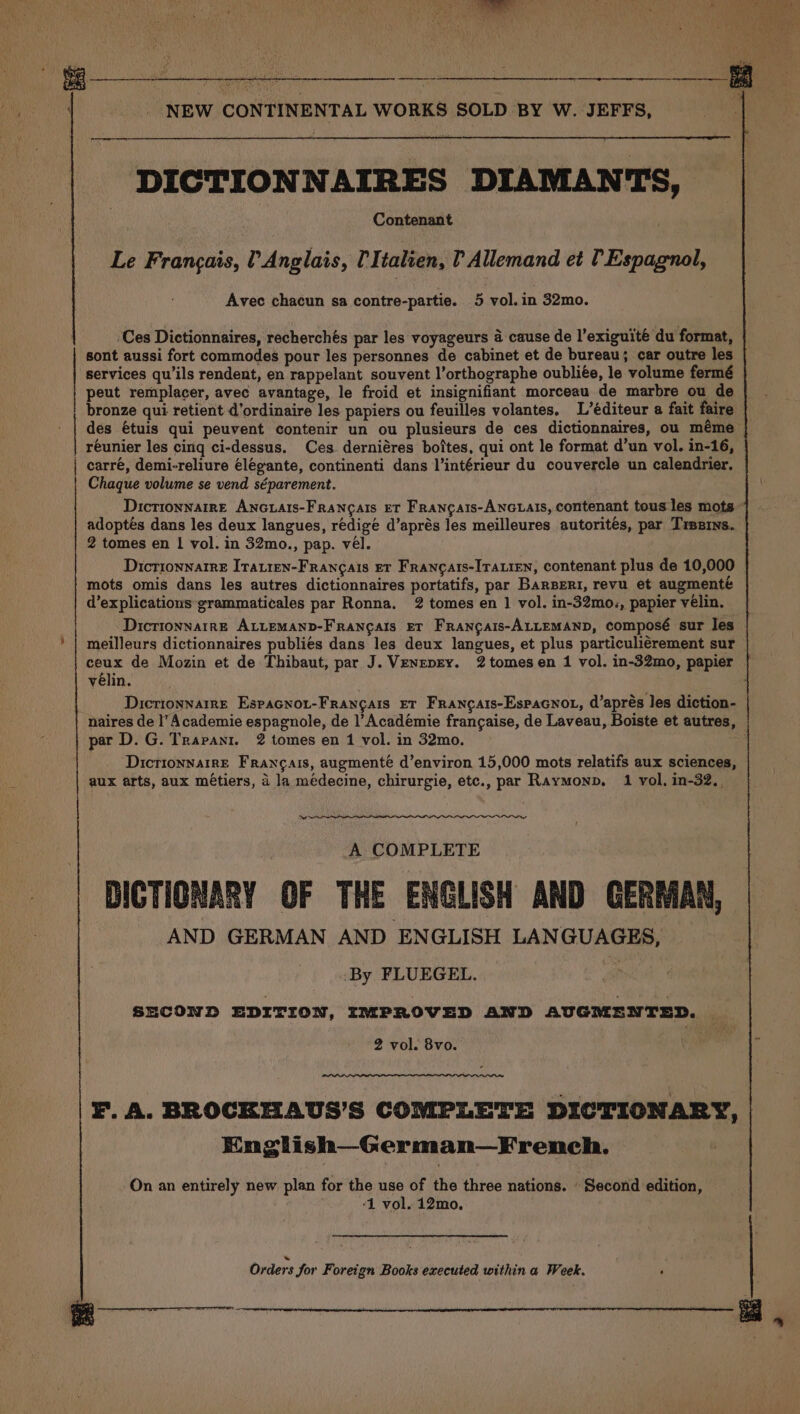 NEW CONTINENTAL WORKS SOLD BY W. JEFFS,
DICTIONNAIRES DIAMANTS,
Contenant
Le Français, l'Anglais, l'Italien, l'Allemand et l'Espagnol,
Avec chacun sa contre-partie. 5 vol. in 32mo.
Ces Dictionnaires, recherchés par les voyageurs à cause de l'exiguité du format,
sont aussi fort commodes pour les personnes de cabinet et de bureau; car outre les
services qu'ils rendent, en rappelant souvent l'orthographe oubliée, le volume fermé
peut remplacer, avec avantage, le froid et insignifiant morceau de marbre ou de
bronze qui retient d'ordinaire les papiers ou feuilles volantes. L'éditeur a fait faire
des étuis qui peuvent contenir un ou plusieurs de ces dictionnaires, ou même
réunier les cinq ci-dessus. Ces dernières boîtes, qui ont le format d'un vol. in-16,
carré, demi-reliure élégante, continenti dans l'intérieur du couvercle un calendrier.
Chaque volume se vend séparement.
Dictionnaire Anglais-Français et Français-Anglais, contenant tous les mots
adoptés dans les deux langues, rédigé d'après les meilleures autorités, par Tibbins.
2 tomes en 1 vol. in 32mo., pap. vél.
Dictionnaire Italien-Français et Français-Italien, contenant plus de 10,000
mots omis dans les autres dictionnaires portatifs, par Barberi, revu et augmenté
d'explications grammaticales par Ronna. 2 tomes en 1 vol. in-32mo., papier vélin.
Dictionnaire Allemand-Français et Français-Allemand, composé sur les
meilleurs dictionnaires publiés dans les deux langues, et plus particulièrement sur
ceux de Mozin et de Thibaut, par J. Venedey. 2 tomes en 1 vol. in-32mo, papier
vélin.
Dictionnaire Espagnol-Français et Français-Espagnol, d'après les diction-
naires de l'Academie espagnole, de l'Académie française, de Laveau, Boiste et autres,
par D. G. Trapani. 2 tomes en 1 vol. in 32mo.
Dictionnaire Français, augmenté d'environ 15,000 mots relatifs aux sciences,
aux arts, aux métiers, à la médecine, chirurgie, etc., par Raymond. 1 vol. in-32.
A COMPLETE
DICTIONARY OF THE ENGLISH AND GERMAN,
AND GERMAN AND ENGLISH LANGUAGES,
By FLUEGEL.
SECOND EDITION, IMPROVED AND AUGMENTED.
2 vol. 8vo.
F. A. BROCKHAUS'S COMPLETE DICTIONARY,
English—German—French.
On an entirely new plan for the use of the three nations. Second edition,
1 vol. 12mo.
Orders for Foreign Books executed within a Week.